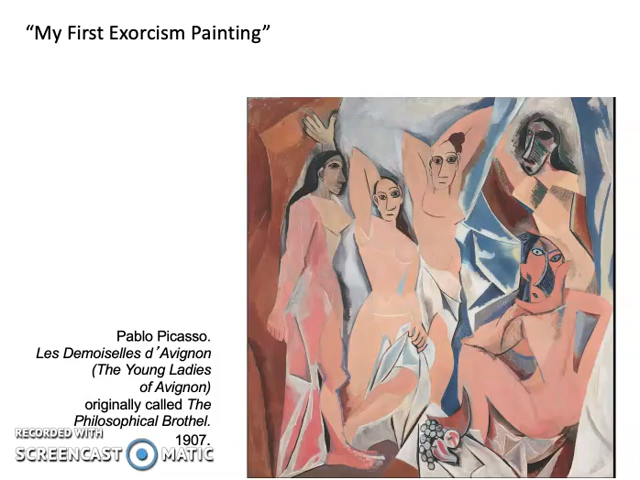 “My First Exorcism Painting”
Pablo Picasso.
Les Demoiselles d’Avignon
(The Young Ladies
of Avignon)
originally called The
Philosophical Brothel.
1907.
RECORDED WITH
SCREENCAST MATIC